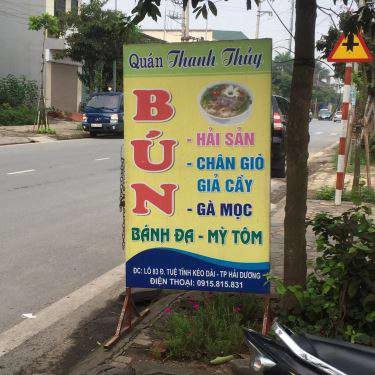 Quán Thanh Thủy
BÚN
- HẢI SẢN
- CHÂN GIÒ
GIẢ CẦY
- GÀ MỌC
BÁNH ĐA - MỲ TÔM
ĐC: LÔ 83 Đ. TUỆ TĨNH KÉO DÀI - TP HẢI DƯƠNG
ĐIỆN THOẠI: 0915.815.831